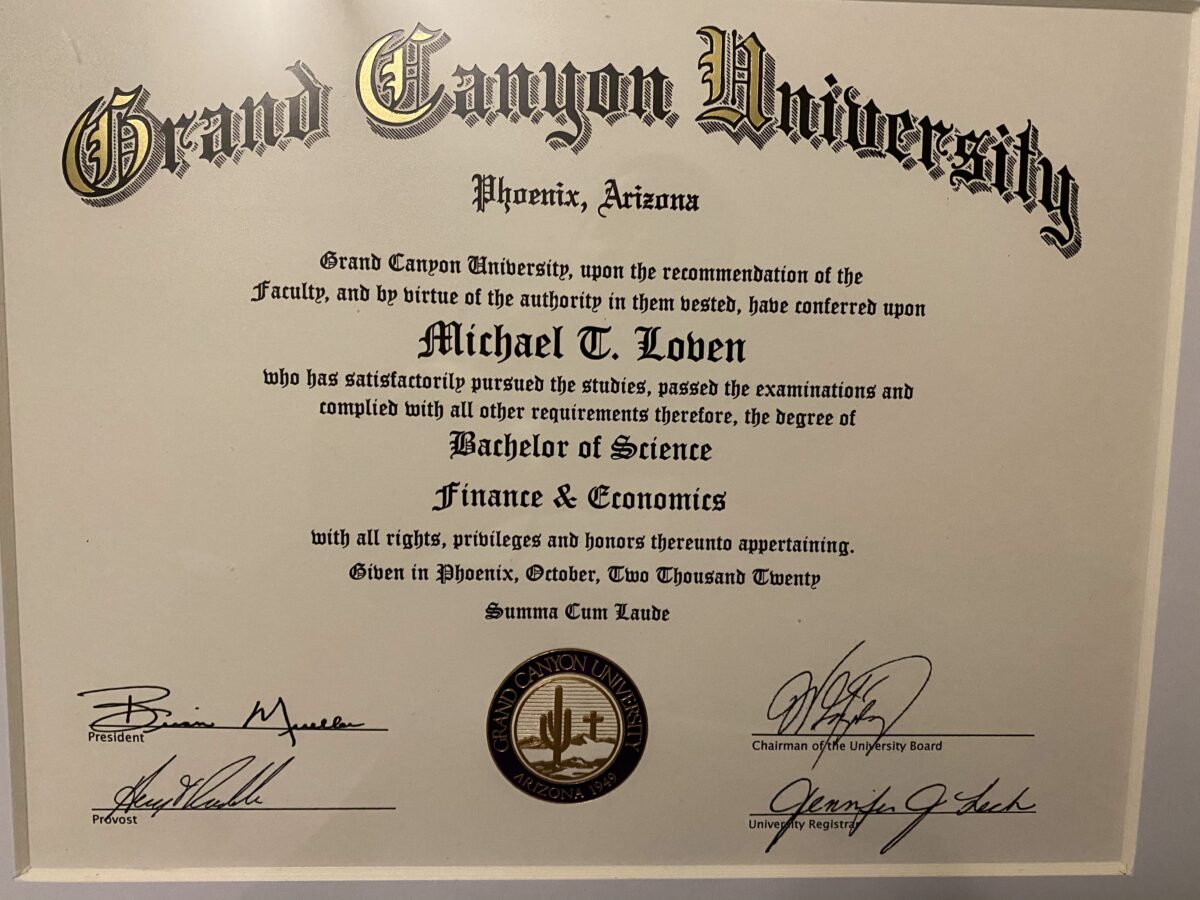 Grand Canyon University
Phoenix, Arizona
Grand Canyon University, upon the recommendation of the
Faculty, and by virtue of the authority in them vested, have conferred upon
Michael T. Loven
who has satisfactorily pursued the studies, passed the examinations and
complied with all other requirements therefore, the degree of
Bachelor of Science
Finance & Economics
with all rights, privileges and honors thereunto appertaining.
Given in Phoenix, October, Two Thousand Twenty
Summa Cum Laude
Brian Mueller
President
Provost
GRAND CANYON UNIVERSITY
ARIZONA 1949
Chairman of the University Board
Jennifer J Lech
University Registrar